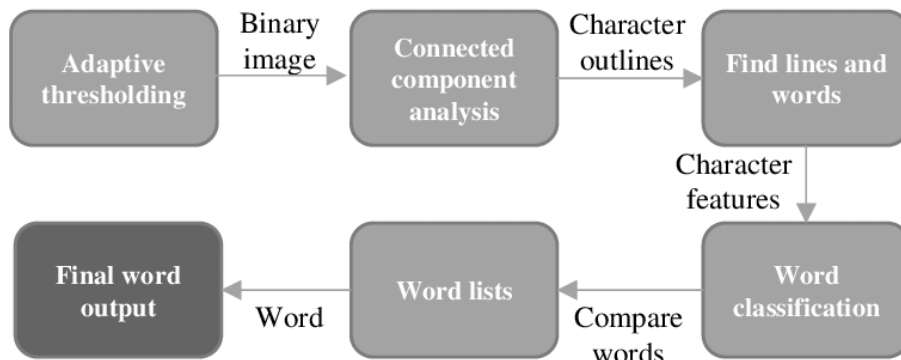 Adaptive
thresholding
Binary
image
Connected
component
analysis
Character
outlines
Find lines and
words
Character
features
Word
classification
Compare
words
Word lists
Word
Final word
output